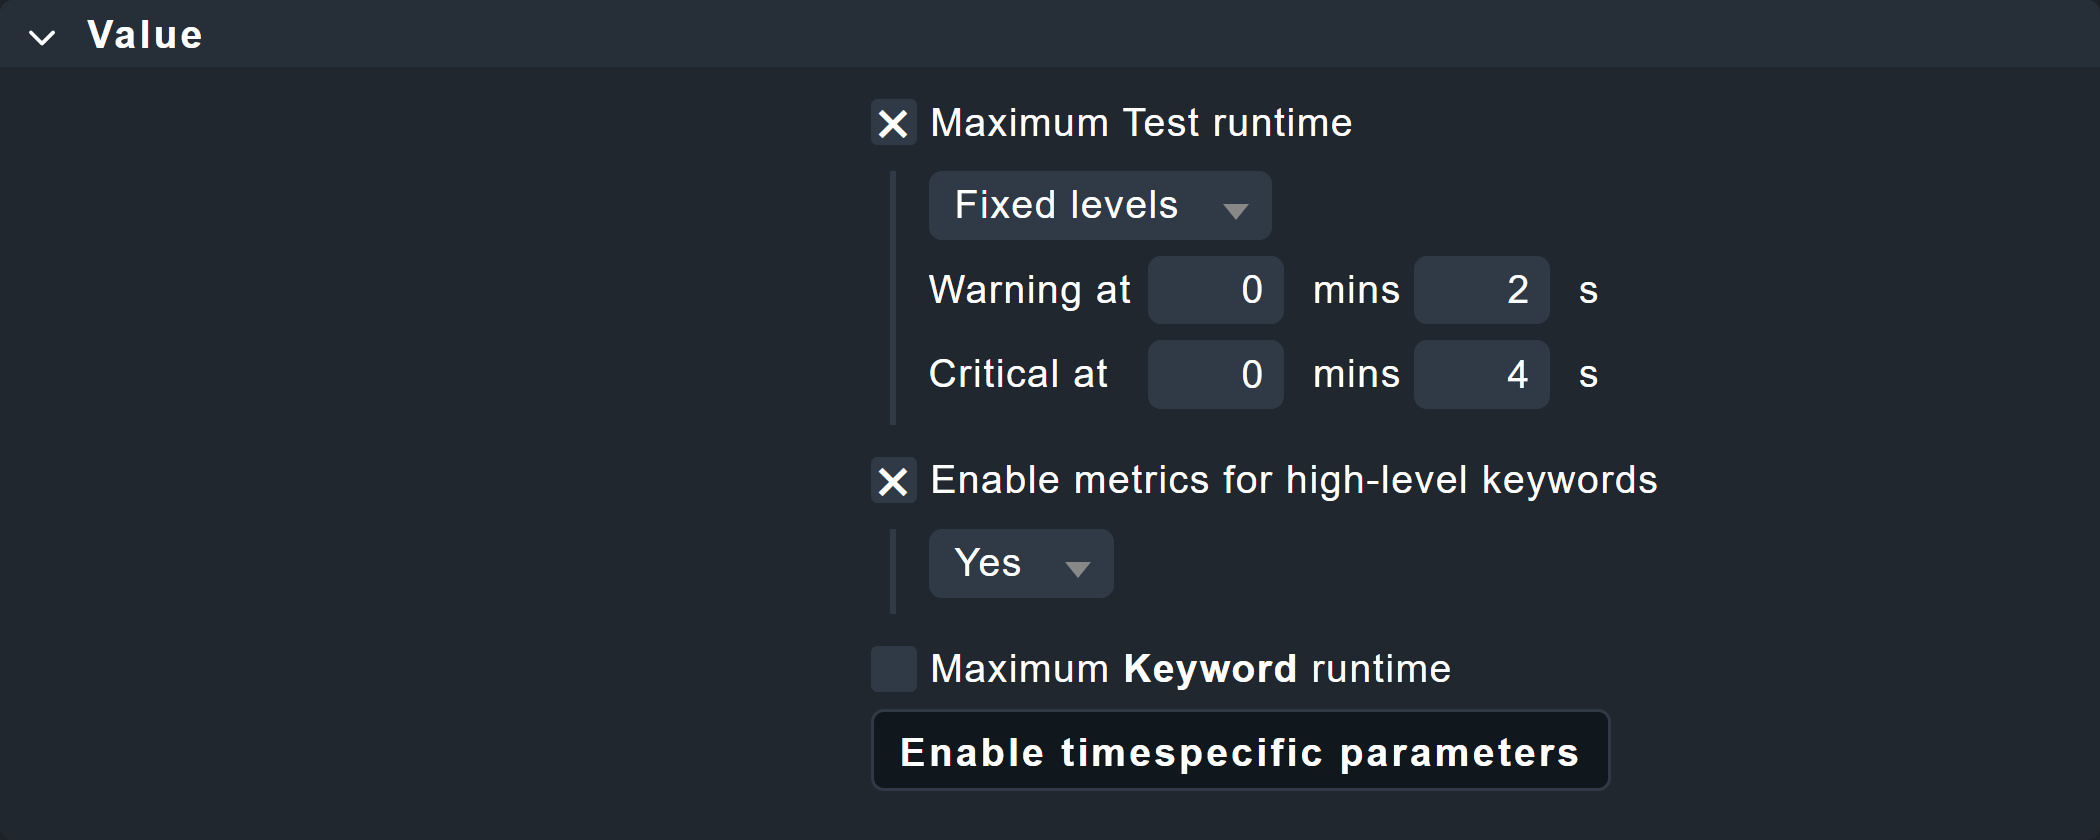 Value
Maximum Test runtime
Fixed levels
Warning at 0 mins 2 s
Critical at 0 mins 4 s
Enable metrics for high-level keywords
Yes
Maximum Keyword runtime
Enable timespecific parameters